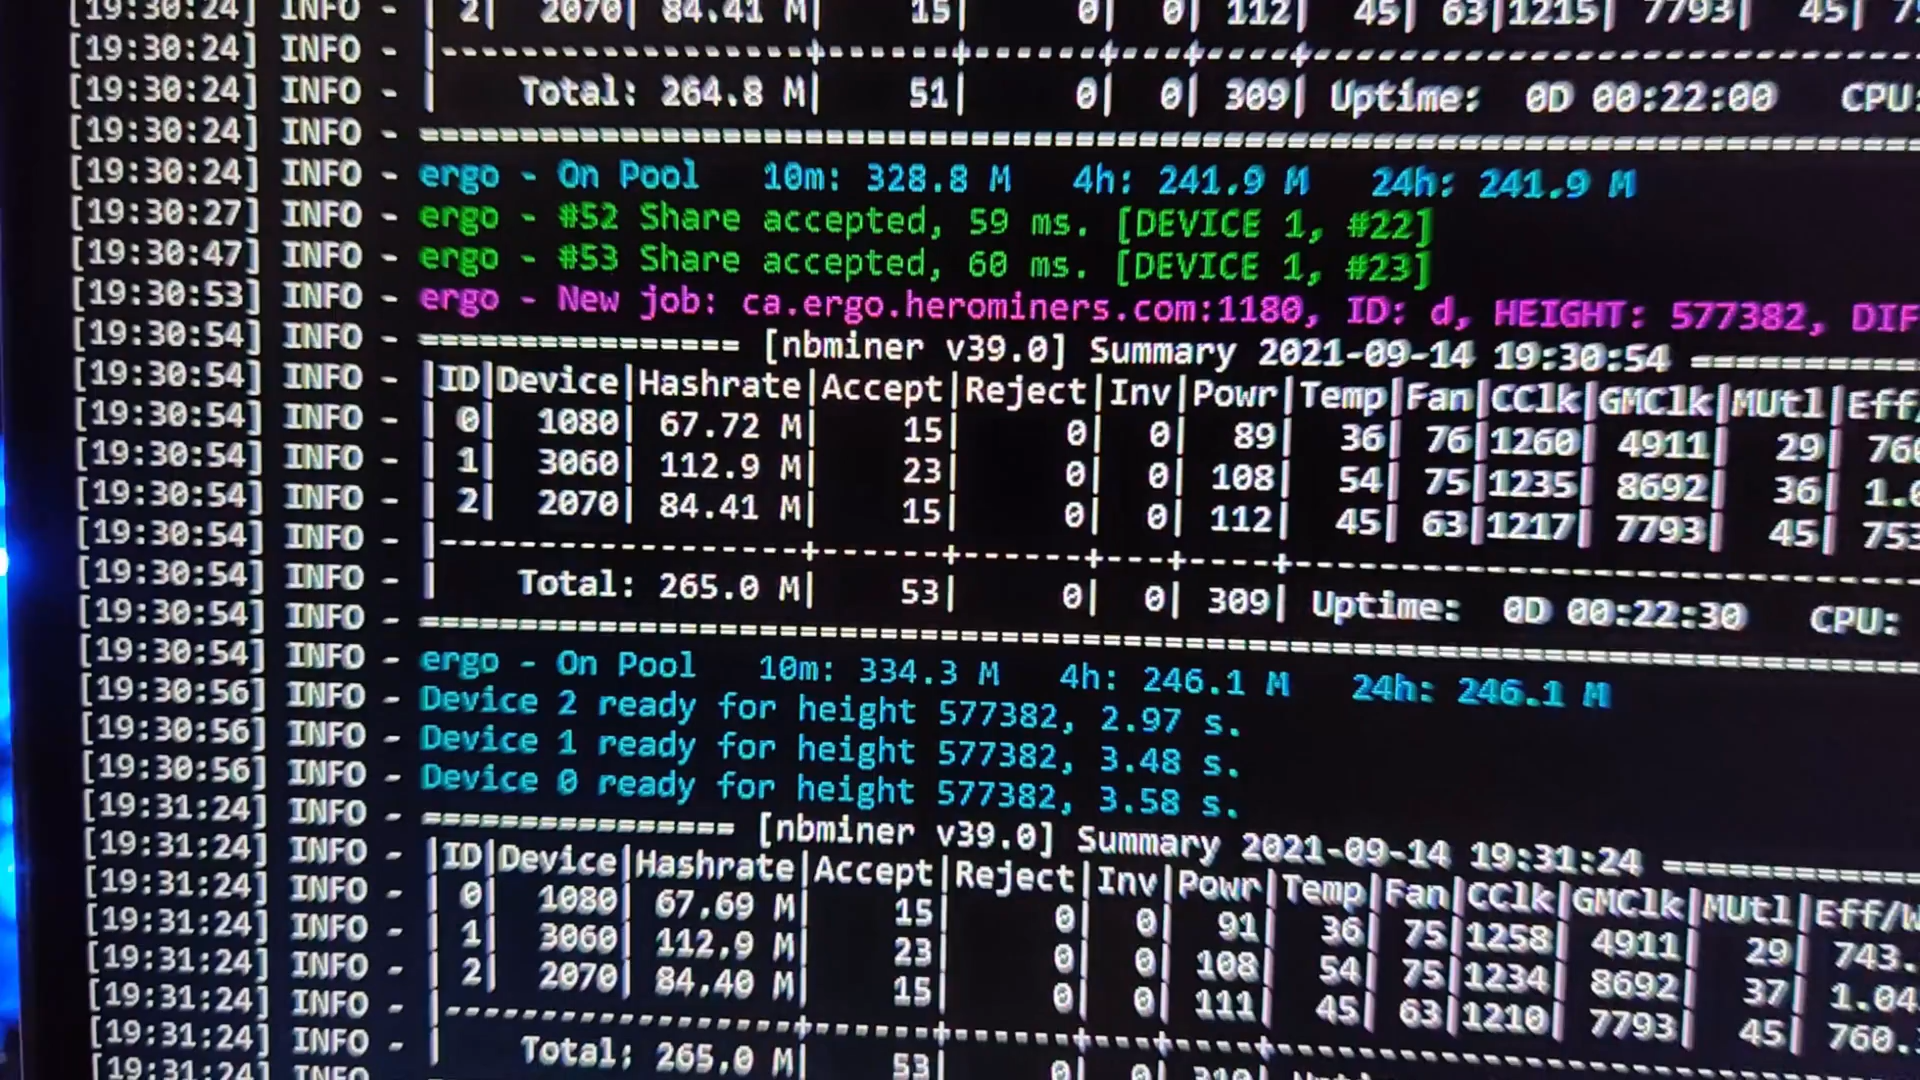 [19:30:24] INFO - | 2| 2070| 84.41 M| 15| 0| 0| 112| 45| 63|1215| 7793| 45|
[19:30:24] INFO - |-------------------+------+--------+---+----+------------------------------
[19:30:24] INFO - | Total: 264.8 M| 51| 0| 0| 309| Uptime: 0D 00:22:00 CPU:
[19:30:24] INFO - ==========================================================
[19:30:24] INFO - ergo - On Pool 10m: 328.8 M 4h: 241.9 M 24h: 241.9 M
[19:30:27] INFO - ergo - #52 Share accepted, 59 ms. [DEVICE 1, #22]
[19:30:47] INFO - ergo - #53 Share accepted, 60 ms. [DEVICE 1, #23]
[19:30:53] INFO - ergo - New job: ca.ergo.herominers.com:1180, ID: d, HEIGHT: 577382, DIF
[19:30:54] INFO - ================ [nbminer v39.0] Summary 2021-09-14 19:30:54 ===========
[19:30:54] INFO - |ID|Device|Hashrate|Accept|Reject|Inv|Powr|Temp|Fan|CClk|GMClk|MUtl|Eff/
[19:30:54] INFO - | 0| 1080| 67.72 M| 15| 0| 0| 89| 36| 76|1260| 4911| 29| 760
[19:30:54] INFO - | 1| 3060| 112.9 M| 23| 0| 0| 108| 54| 75|1235| 8692| 36| 1.0
[19:30:54] INFO - | 2| 2070| 84.41 M| 15| 0| 0| 112| 45| 63|1217| 7793| 45| 753
[19:30:54] INFO - |------------------+------+------+---+----+------------------------------
[19:30:54] INFO - | Total: 265.0 M| 53| 0| 0| 309| Uptime: 0D 00:22:30 CPU:
[19:30:54] INFO - ==========================================================
[19:30:54] INFO - ergo - On Pool 10m: 334.3 M 4h: 246.1 M 24h: 246.1 M
[19:30:56] INFO - Device 2 ready for height 577382, 2.97 s.
[19:30:56] INFO - Device 1 ready for height 577382, 3.48 s.
[19:30:56] INFO - Device 0 ready for height 577382, 3.58 s.
[19:31:24] INFO - ================ [nbminer v39.0] Summary 2021-09-14 19:31:24 =============
[19:31:24] INFO - |ID|Device|Hashrate|Accept|Reject|Inv|Powr|Temp|Fan|CClk|GMClk|MUtl|Eff/W
[19:31:24] INFO - | 0| 1080| 67.69 M| 15| 0| 0| 91| 36| 75|1258| 4911| 29| 743.
[19:31:24] INFO - | 1| 3060| 112.9 M| 23| 0| 0| 108| 54| 75|1234| 8692| 37| 1.04
[19:31:24] INFO - | 2| 2070| 84.40 M| 15| 0| 0| 111| 45| 63|1210| 7793| 45| 760.
[19:31:24] INFO - |------------------+------+------+---+----+------
[19:31:24] INFO - | Total: 265.0 M| 53| 0| 0| 310|
[19:31:24] INFO